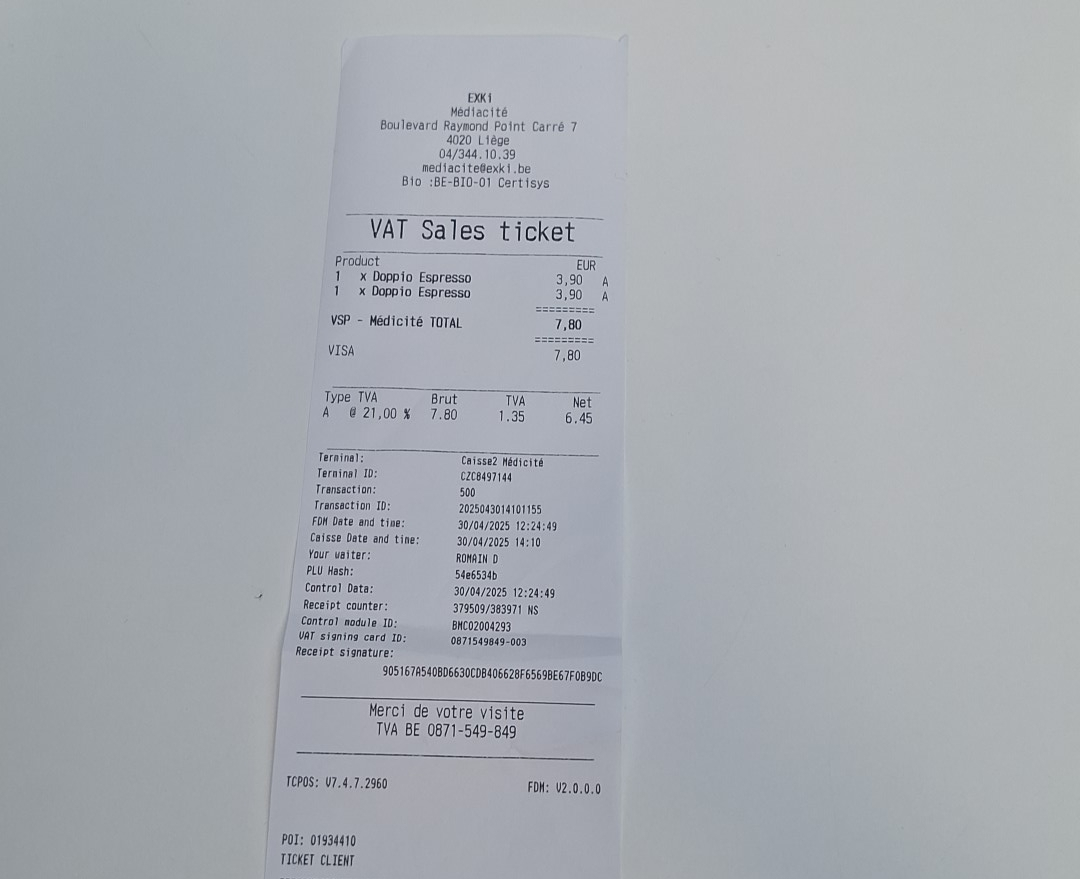 EXKi
Médiacité
Boulevard Raymond Point Carré 7
4020 Liège
04/344.10.39
mediacite@exki.be
Bio :BE-BIO-01 Certisys
VAT Sales ticket
Product EUR
1 x Doppio Espresso 3,90 A
1 x Doppio Espresso 3,90 A
=========
VSP - Médicité TOTAL 7,80
=========
VISA 7,80
Type TVA Brut TVA Net
A @ 21,00 % 7.80 1.35 6.45
Terminal: Caisse2 Médicité
Terminal ID: CZC8497144
Transaction: 500
Transaction ID: 2025043014101155
FDM Date and time: 30/04/2025 12:24:49
Caisse Date and time: 30/04/2025 14:10
Your waiter: ROMAIN D
PLU Hash: 54e6534b
Control Data: 30/04/2025 12:24:49
Receipt counter: 379509/383971 NS
Control module ID: BMC02004293
VAT signing card ID: 0871549849-003
Receipt signature:
905167A540BD6630CDB406628F6569BE67F0B9DC
Merci de votre visite
TVA BE 0871-549-849
TCPOS: V7.4.7.2960 FDM: V2.0.0.0
POI: 01934410
TICKET CLIENT